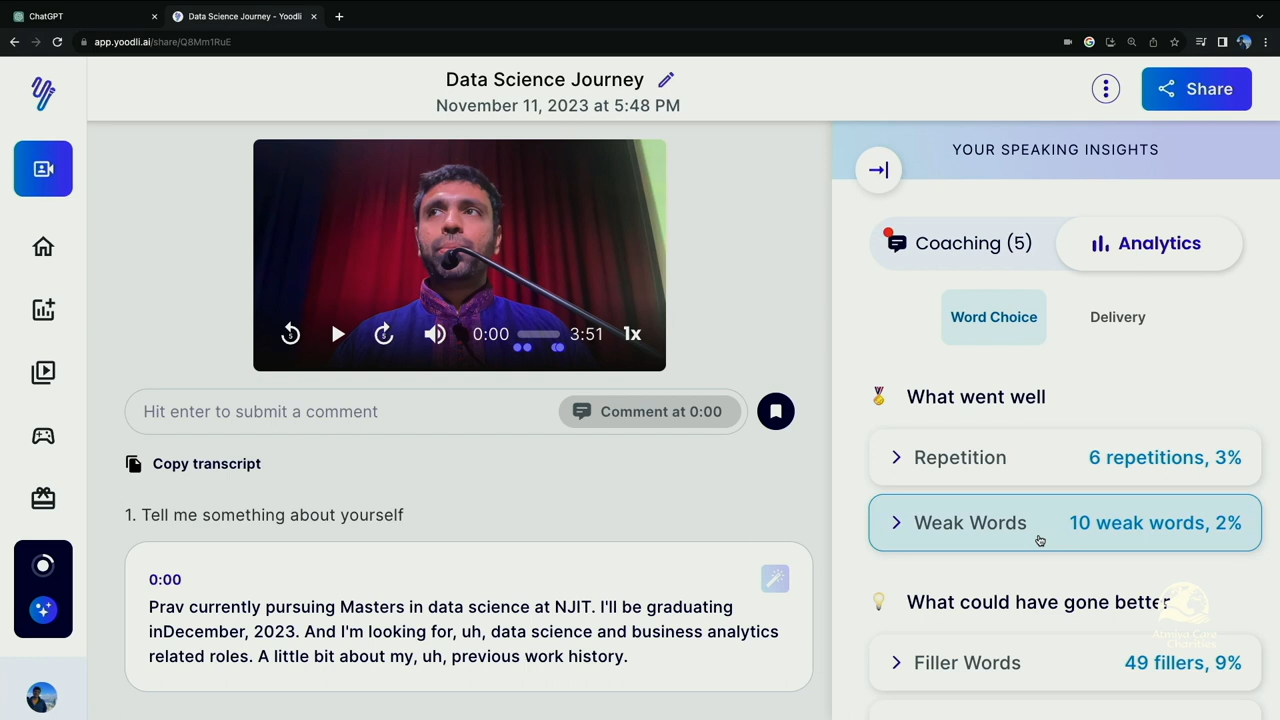 ChatGPT
Data Science Journey - Yoodli
app.yoodli.ai/share/Q8Mm1RuE
Data Science Journey
November 11, 2023 at 5:48 PM
Share
0:00
3:51
1x
Hit enter to submit a comment
Comment at 0:00
Copy transcript
1. Tell me something about yourself
0:00
Prav currently pursuing Masters in data science at NJIT. I'll be graduating
inDecember, 2023. And I'm looking for, uh, data science and business analytics
related roles. A little bit about my, uh, previous work history.
YOUR SPEAKING INSIGHTS
Coaching (5)
Analytics
Word Choice
Delivery
What went well
Repetition
6 repetitions, 3%
Weak Words
10 weak words, 2%
What could have gone better
Atmiya Care
Charities
Filler Words
49 fillers, 9%